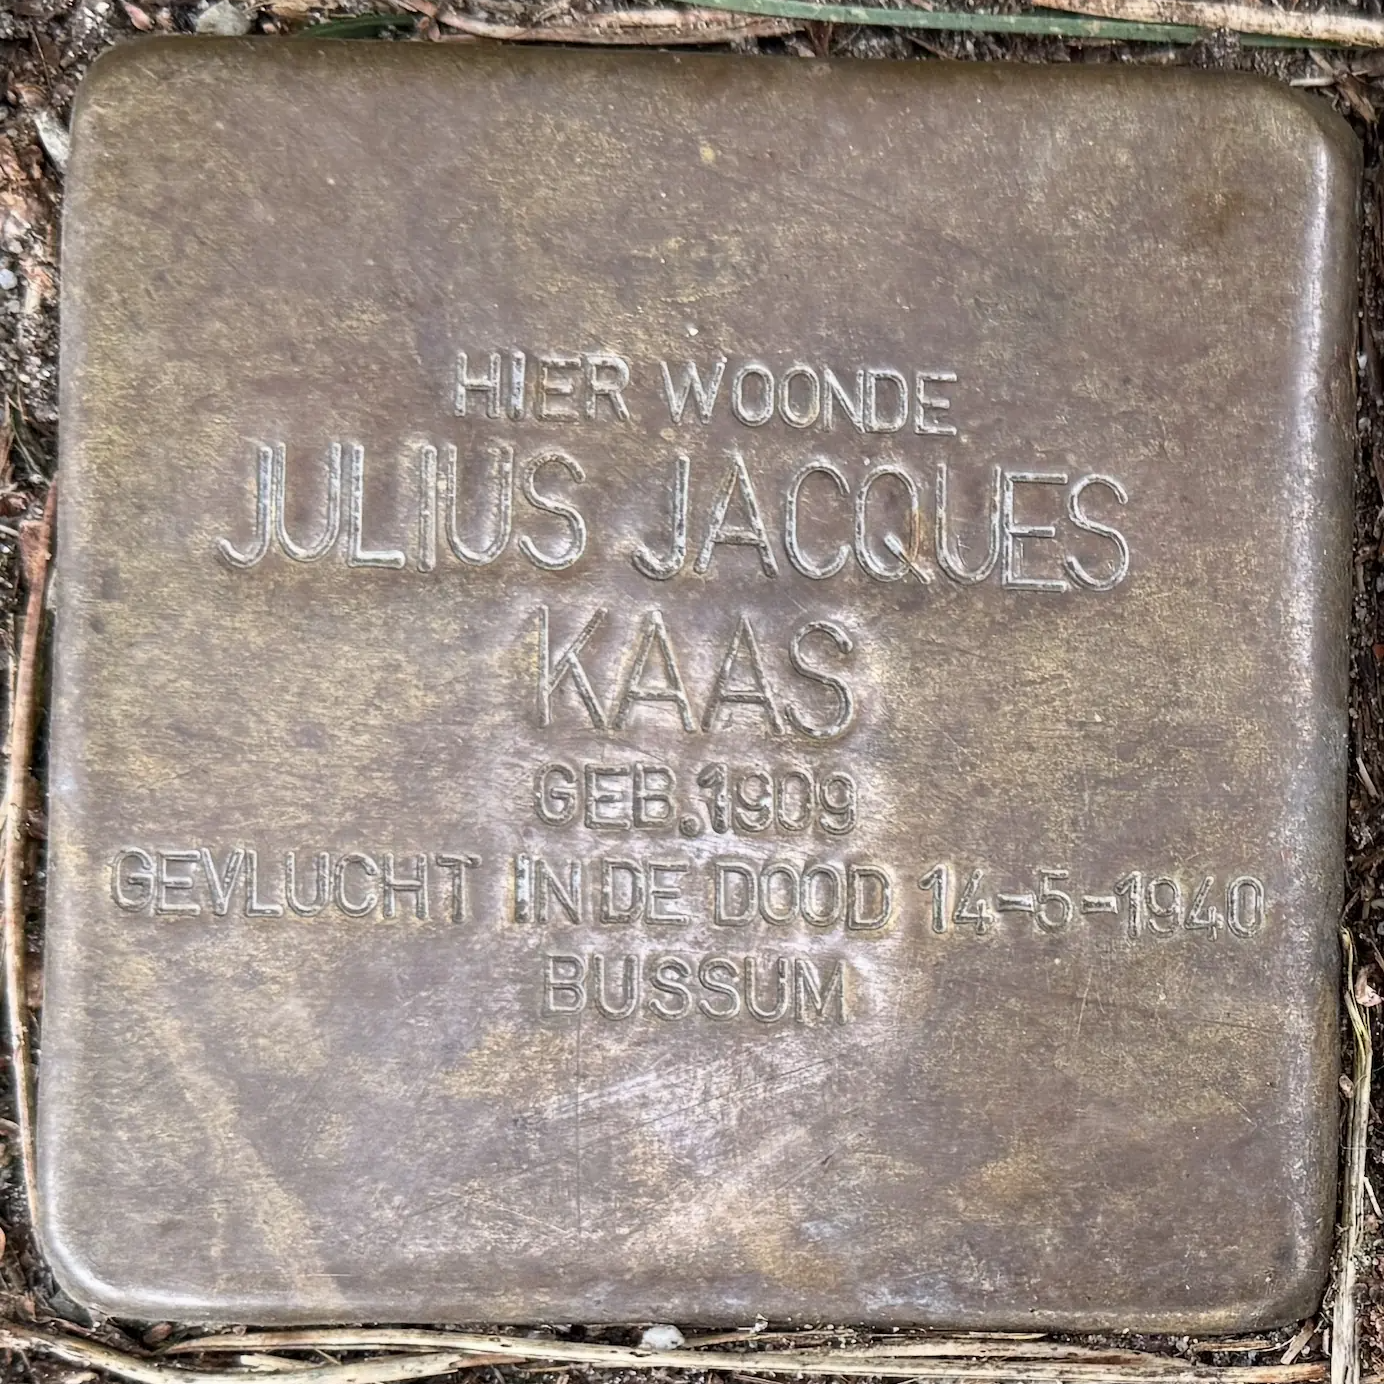 HIER WOONDE
JULIUS JACQUES
KAAS
GEB. 1909
GEVLUCHT IN DE DOOD 14-5-1940
BUSSUM